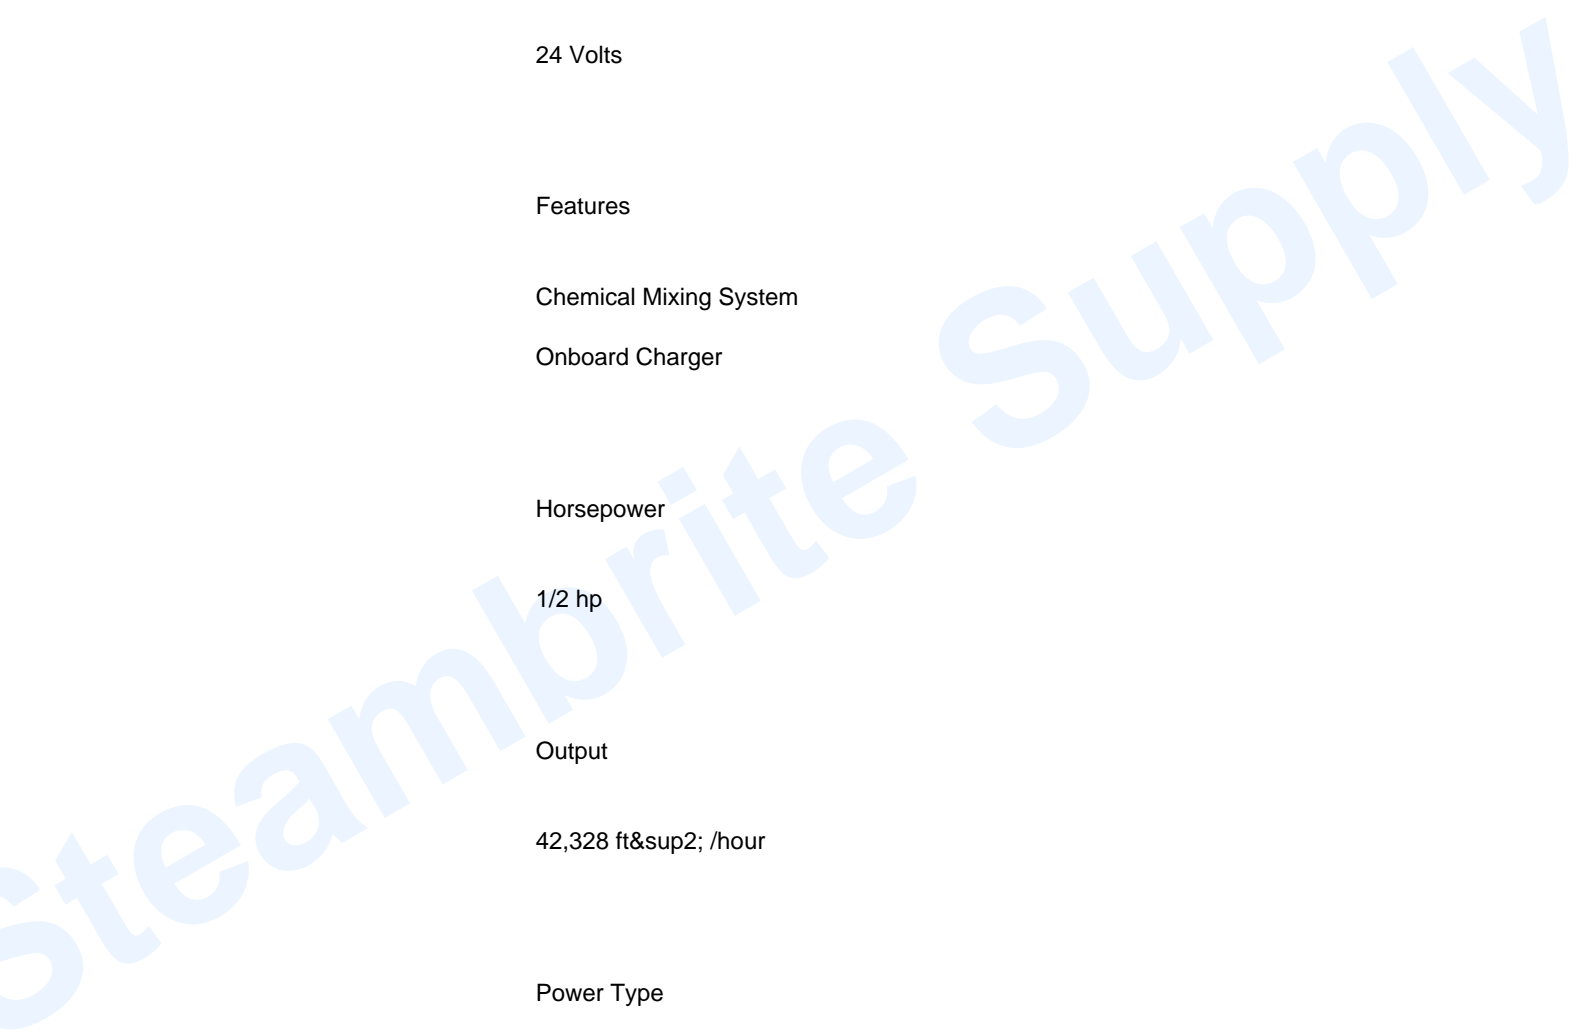 24 Volts
Features
Chemical Mixing System
Onboard Charger
Horsepower
1/2 hp
Output
42,328 ft&sup2; /hour
Power Type
Steambrite Supply